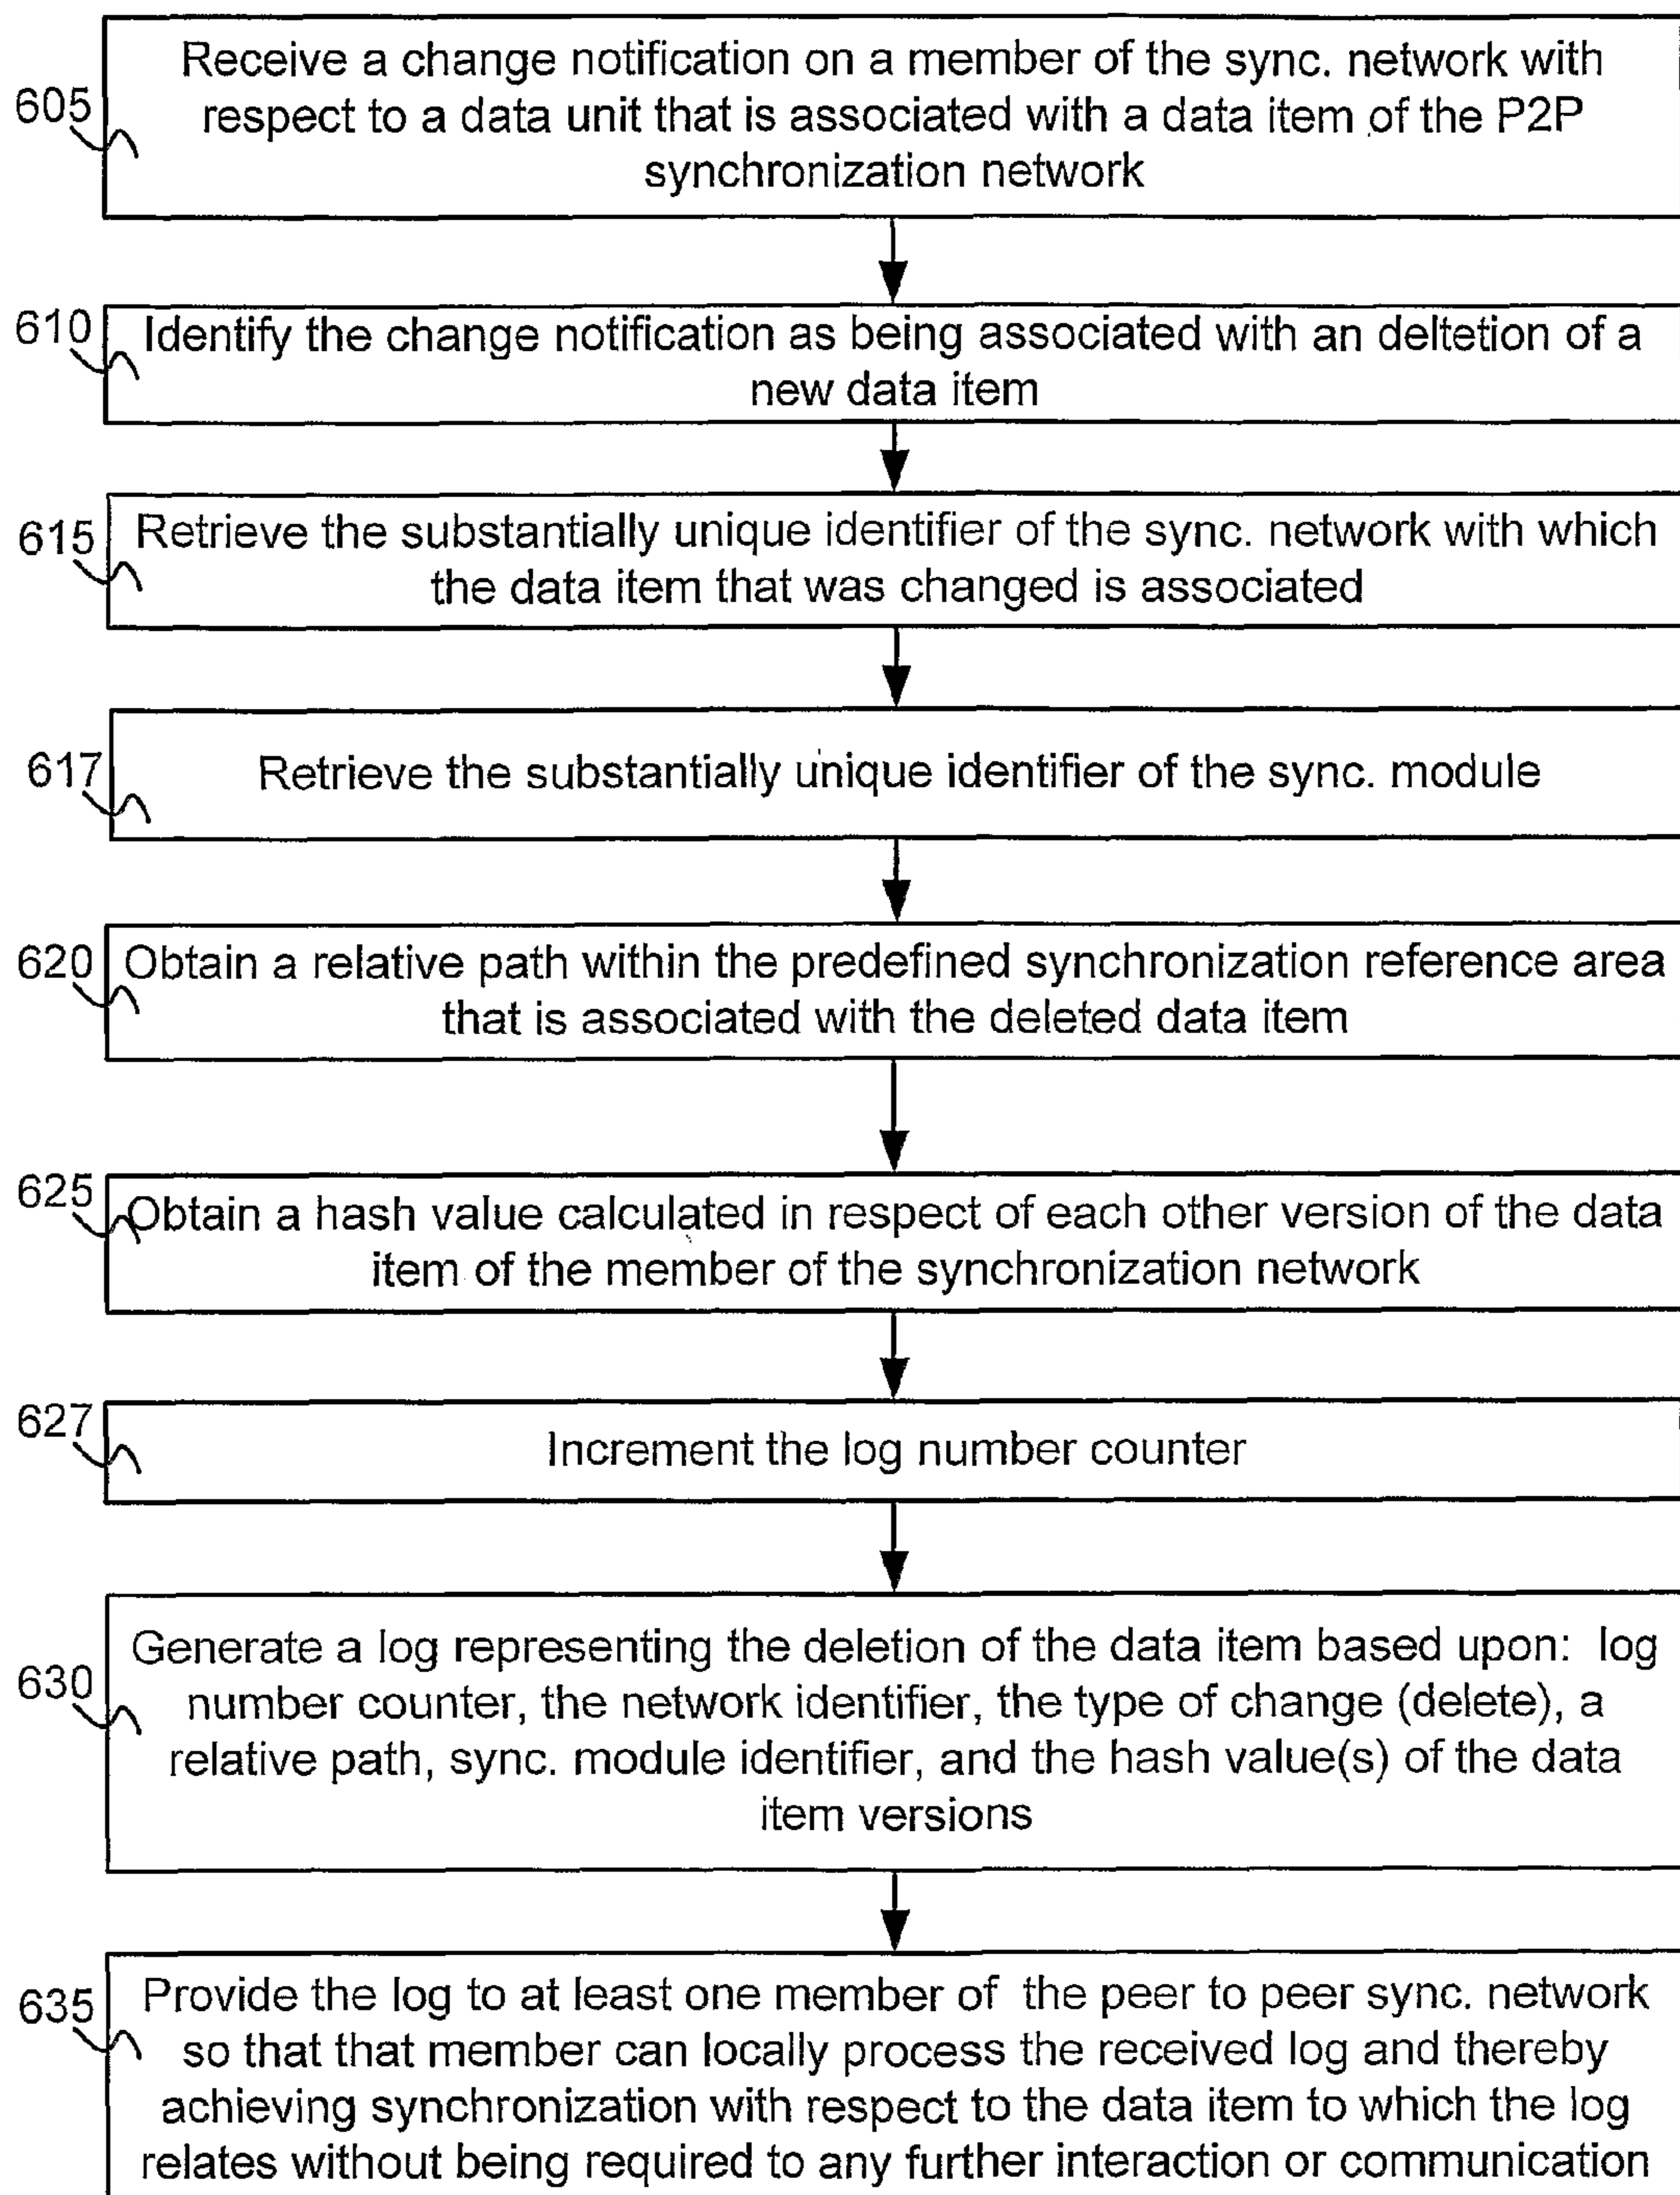 605
Receive a change notification on a member of the sync. network with
respect to a data unit that is associated with a data item of the P2P
synchronization network
610
Identify the change notification as being associated with an deltetion of a
new data item
615
Retrieve the substantially unique identifier of the sync. network with which
the data item that was changed is associated
617
Retrieve the substantially unique identifier of the sync. module
620
Obtain a relative path within the predefined synchronization reference area
that is associated with the deleted data item
625
Obtain a hash value calculated in respect of each other version of the data
item of the member of the synchronization network
627
Increment the log number counter
630
Generate a log representing the deletion of the data item based upon: log
number counter, the network identifier, the type of change (delete), a
relative path, sync. module identifier, and the hash value(s) of the data
item versions
635
Provide the log to at least one member of the peer to peer sync. network
so that that member can locally process the received log and thereby
achieving synchronization with respect to the data item to which the log
relates without being required to any further interaction or communication